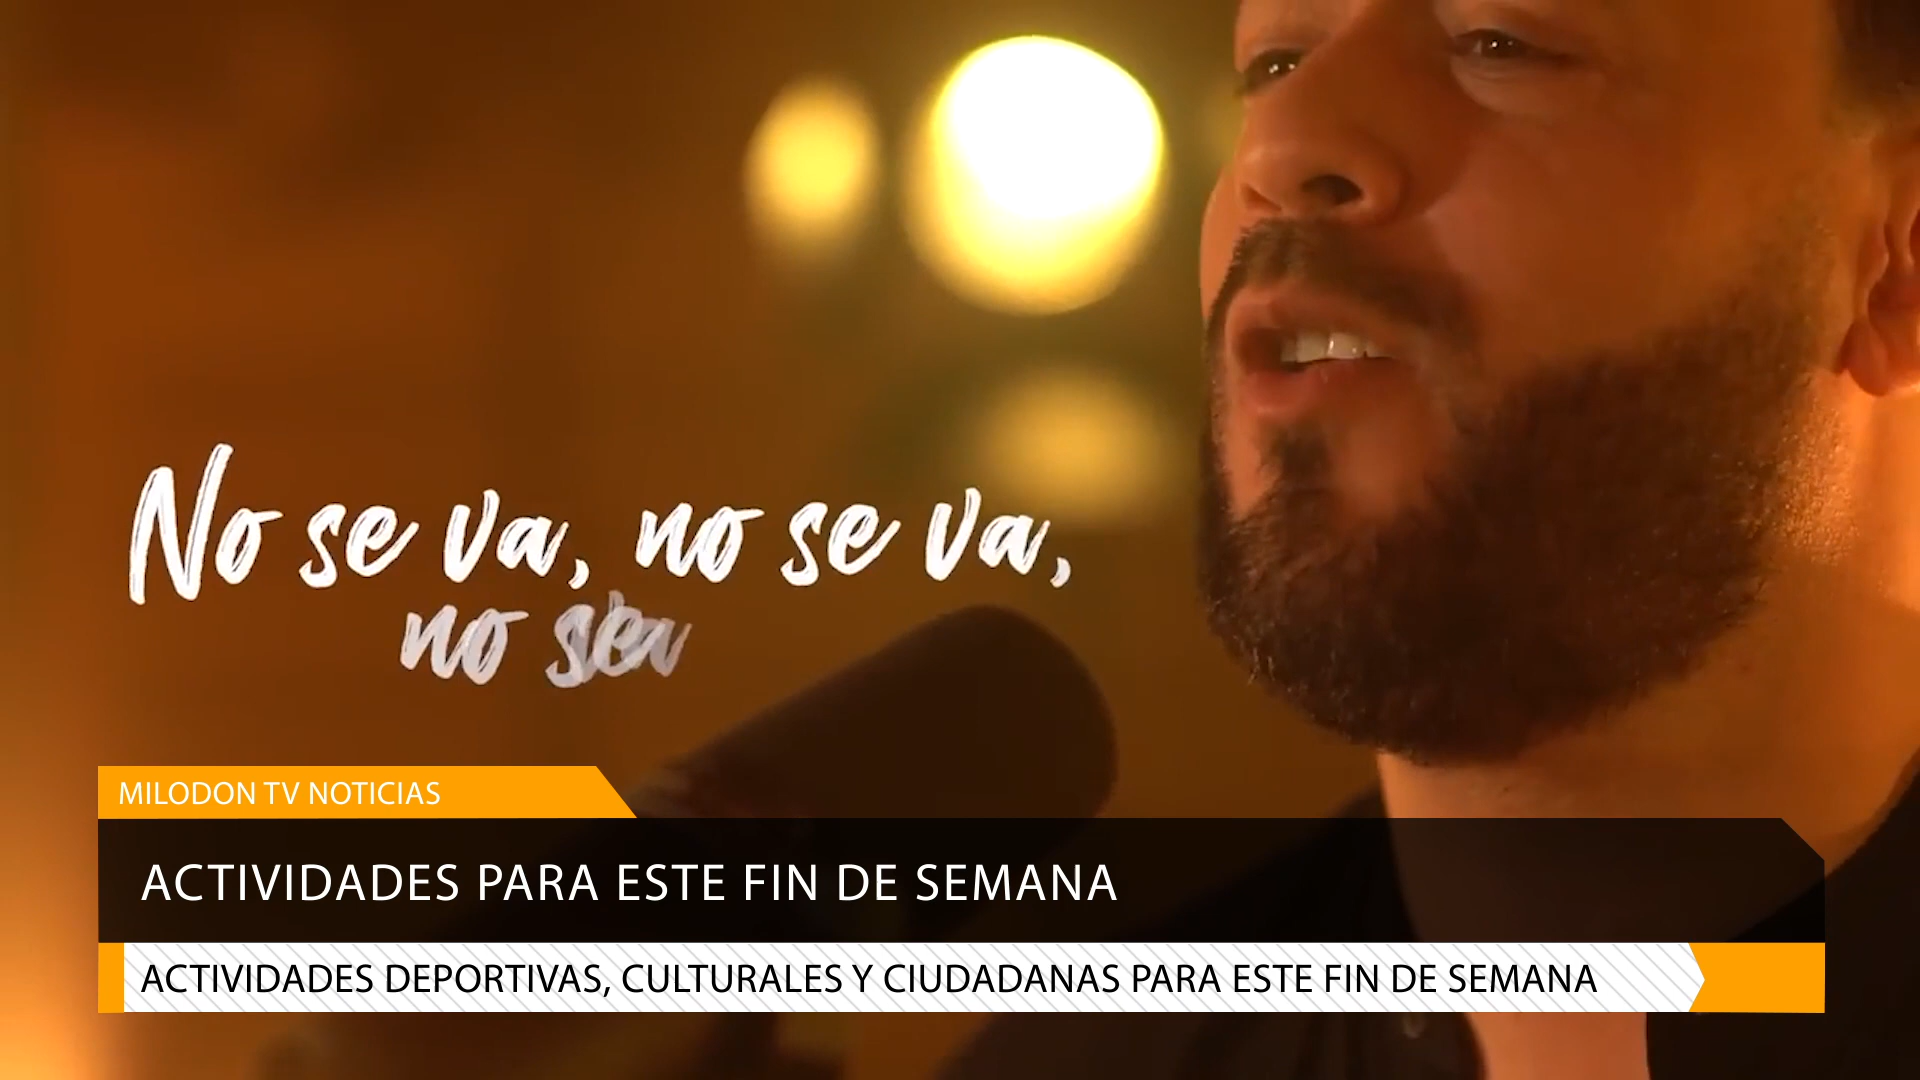 No se va, no se va,
no se v
MILODON TV NOTICIAS
ACTIVIDADES PARA ESTE FIN DE SEMANA
ACTIVIDADES DEPORTIVAS, CULTURALES Y CIUDADANAS PARA ESTE FIN DE SEMANA